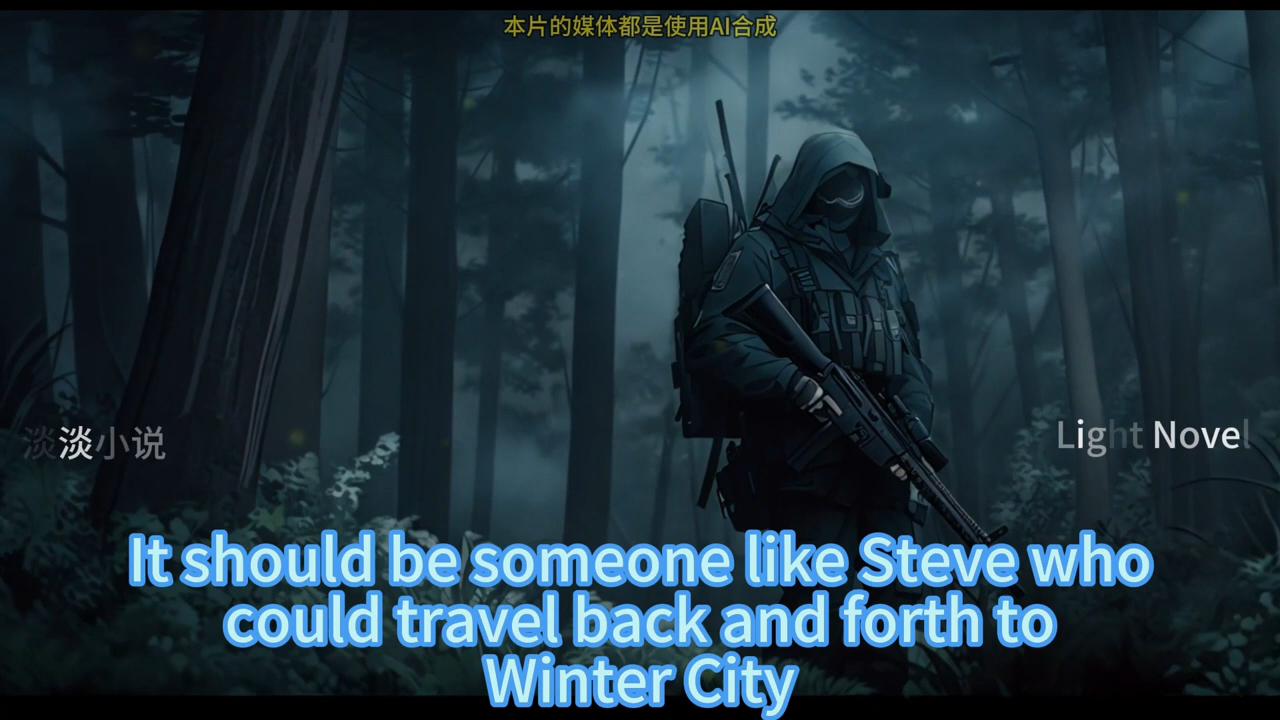 本片的媒体都是使用AI合成
淡淡小说
Light Novel
It should be someone like Steve who
could travel back and forth to
Winter City